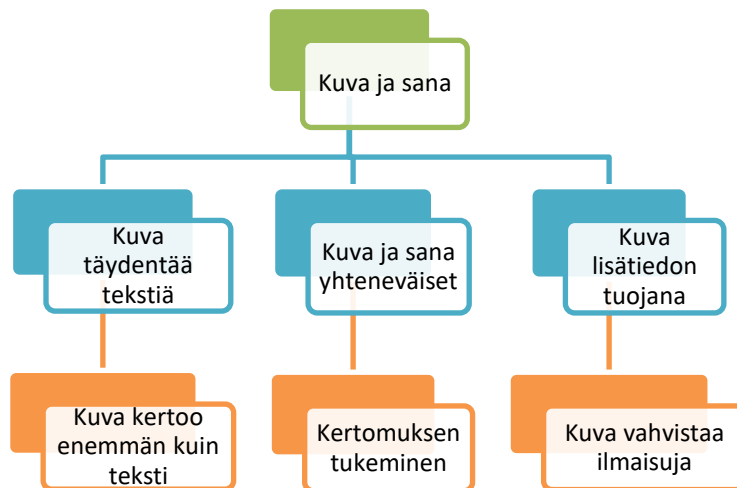 Kuva ja sana
Kuva
täydentää
tekstiä
Kuva ja sana
yhteneväiset
Kuva
lisätiedon
tuojana
Kuva kertoo
enemmän kuin
teksti
Kertomuksen
tukeminen
Kuva vahvistaa
ilmaisuja